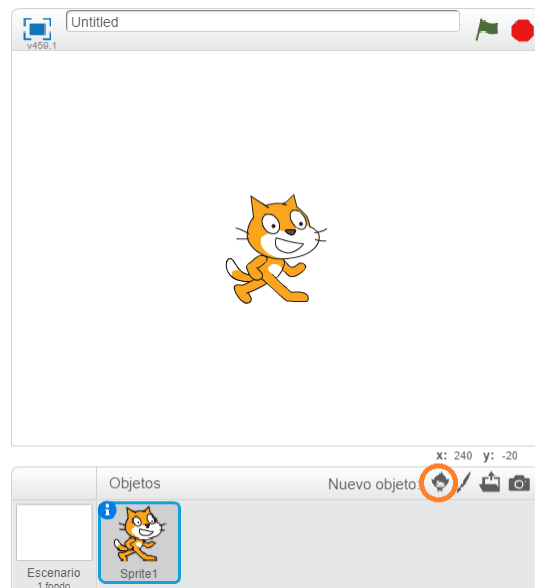 Untitled
v459.1
x: 240 y: -20
Objetos
Nuevo objeto:
Escenario
1 fondo
Sprite1